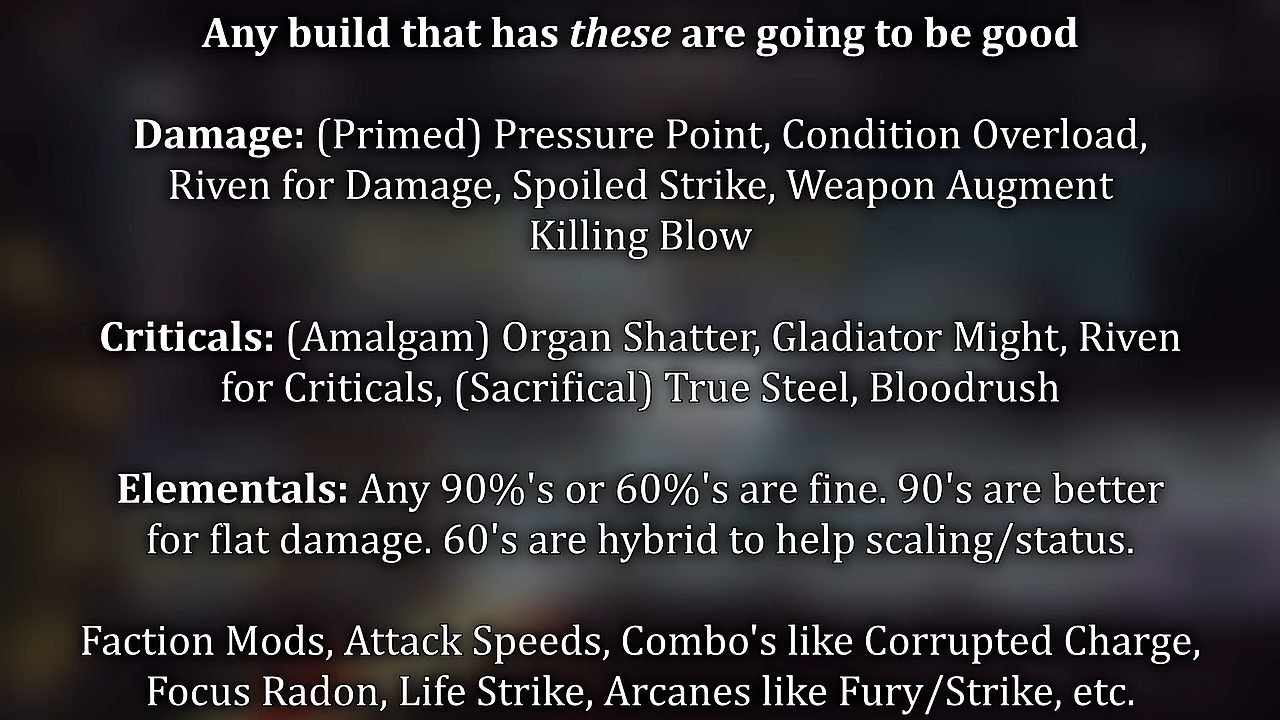 Any build that has these are going to be good
Damage: (Primed) Pressure Point, Condition Overload,
Riven for Damage, Spoiled Strike, Weapon Augment
Killing Blow
Criticals: (Amalgam) Organ Shatter, Gladiator Might, Riven
for Criticals, (Sacrifical) True Steel, Bloodrush
Elementals: Any 90%'s or 60%'s are fine. 90's are better
for flat damage. 60's are hybrid to help scaling/status.
Faction Mods, Attack Speeds, Combo's like Corrupted Charge,
Focus Radon, Life Strike, Arcanes like Fury/Strike, etc.